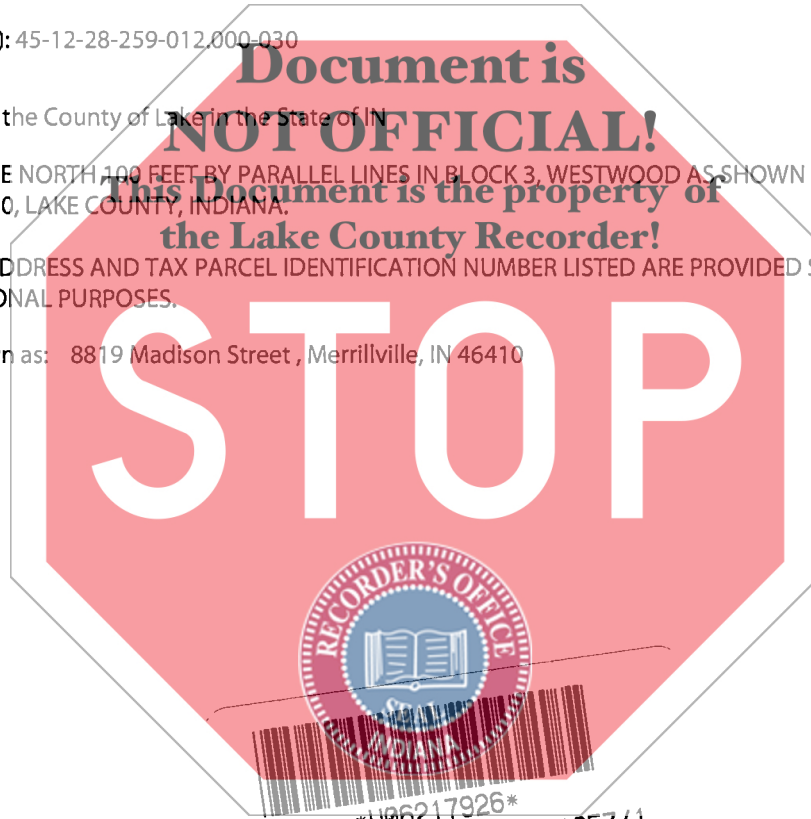 ): 45-12-28-259-012.000-030
Document is
the County of Lake in the State of IN
NOT OFFICIAL!
E NORTH 100 FEET BY PARALLEL LINES IN BLOCK 3, WESTWOOD AS SHOWN
This Document is the property of
0, LAKE COUNTY, INDIANA.
the Lake County Recorder!
DDRESS AND TAX PARCEL IDENTIFICATION NUMBER LISTED ARE PROVIDED S
ONAL PURPOSES.
STOP
n as: 8819 Madison Street , Merrillville, IN 46410
RECORDER'S OFFICE
SEAL
INDIANA
6217926*